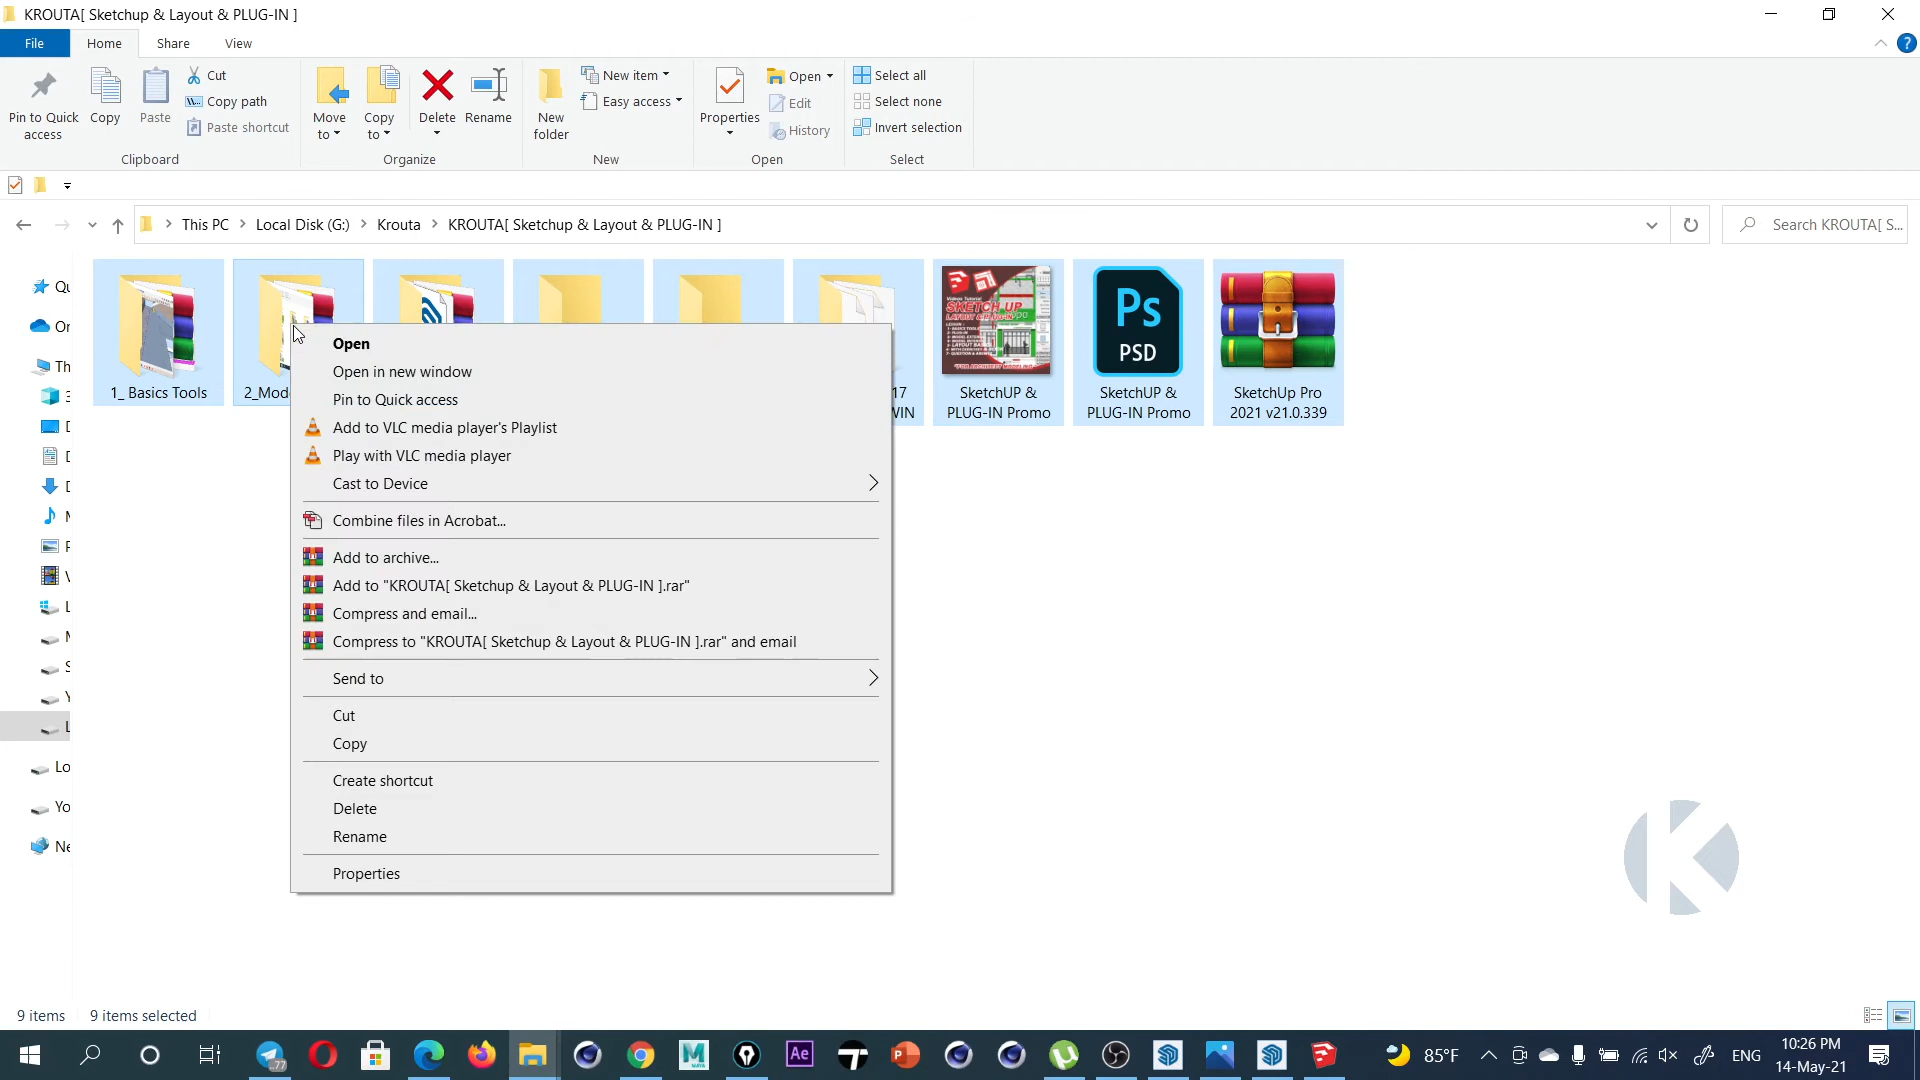 KROUTA[ Sketchup & Layout & PLUG-IN ]
File
Home
Share
View
Pin to Quick access
Copy
Paste
Cut
Copy path
Paste shortcut
Clipboard
Move to
Copy to
Delete
Rename
Organize
New folder
New item
Easy access
New
Properties
Open
Edit
History
Open
Select all
Select none
Invert selection
Select
This PC
Local Disk (G:)
Krouta
KROUTA[ Sketchup & Layout & PLUG-IN ]
Search KROUTA[ S...
1_ Basics Tools
2_Mod
17
WIN
SketchUP &
PLUG-IN Promo
SketchUP &
PLUG-IN Promo
SketchUp Pro
2021 v21.0.339
SKETCH UP
Ps
PSD
Open
Open in new window
Pin to Quick access
Add to VLC media player's Playlist
Play with VLC media player
Cast to Device
Combine files in Acrobat...
Add to archive...
Add to "KROUTA[ Sketchup & Layout & PLUG-IN ].rar"
Compress and email...
Compress to "KROUTA[ Sketchup & Layout & PLUG-IN ].rar" and email
Send to
Cut
Copy
Create shortcut
Delete
Rename
Properties
9 items
9 items selected
77
Ae
85°F
ENG
10:26 PM
14-May-21